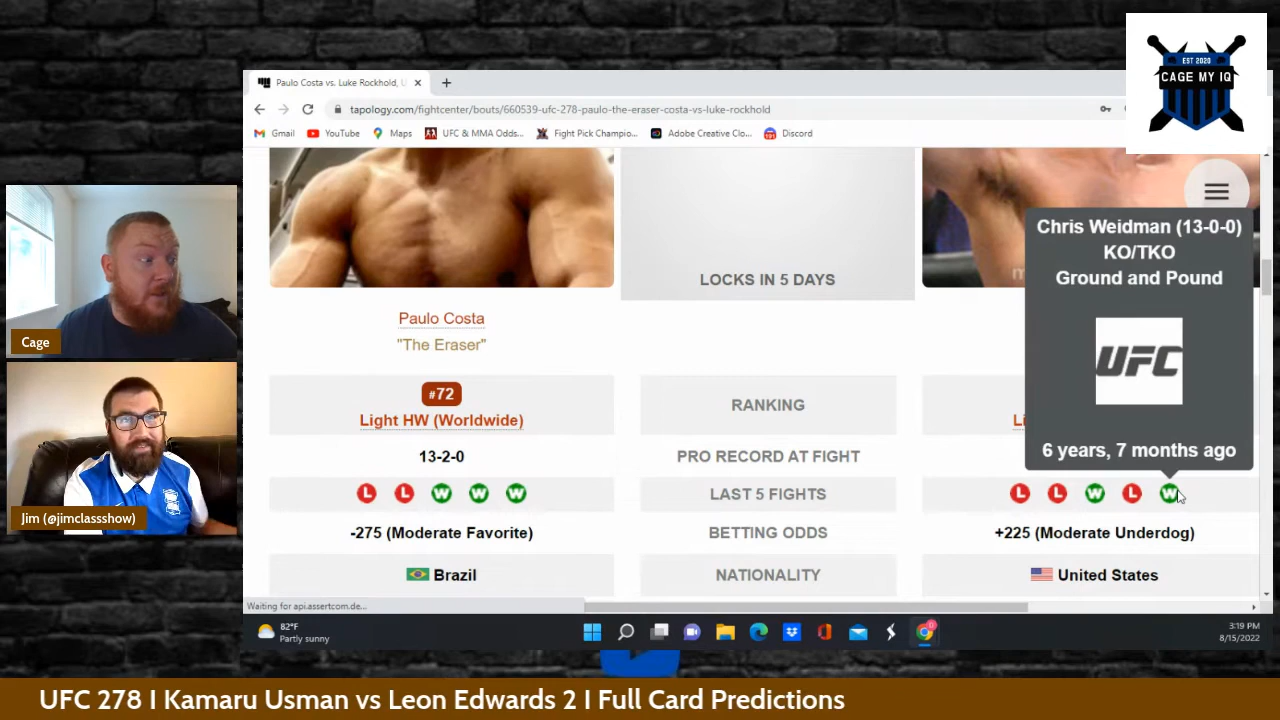 EST 2020
CAGE MY IQ
Paulo Costa vs. Luke Rockhold, U
tapology.com/fightcenter/bouts/660539-ufc-278-paulo-the-eraser-costa-vs-luke-rockhold
Gmail
YouTube
Maps
UFC & MMA Odds...
Fight Pick Champio...
Adobe Creative Clo...
Discord
Chris Weidman (13-0-0)
KO/TKO
Ground and Pound
UFC
6 years, 7 months ago
LOCKS IN 5 DAYS
Paulo Costa
"The Eraser"
#72
Light HW (Worldwide)
RANKING
Li
13-2-0
PRO RECORD AT FIGHT
L L W W W
LAST 5 FIGHTS
L L W L W
-275 (Moderate Favorite)
BETTING ODDS
+225 (Moderate Underdog)
Brazil
NATIONALITY
United States
Waiting for api.assertcom.de...
82°F
Partly sunny
3:19 PM
8/15/2022
Cage
Jim (@jimclassshow)
UFC 278 I Kamaru Usman vs Leon Edwards 2 I Full Card Predictions